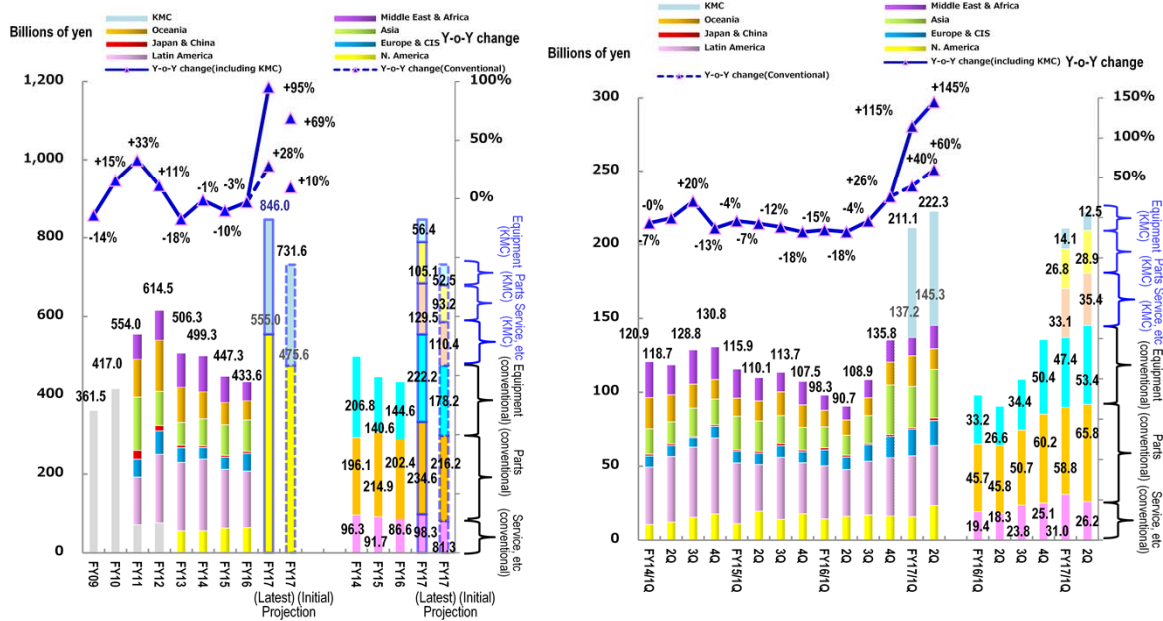 Billions of yen
KMC
Oceania
Japan & China
Latin America
Y-o-Y change(including KMC)
Middle East & Africa
Asia
Europe & CIS
N. America
Y-o-Y change(Conventional)
Y-o-Y change
1,200
1,000
800
600
400
200
0
100%
50%
0%
-14%
+15%
+33%
+11%
-18%
-1%
-10%
-3%
+95%
+69%
+28%
+10%
361.5
417.0
554.0
614.5
506.3
499.3
447.3
433.6
846.0
731.6
555.0
475.6
206.8
140.6
144.6
222.2
178.2
196.1
214.9
202.4
234.6
216.2
96.3
91.7
86.6
98.3
81.3
56.4
105.1
129.5
52.5
93.2
110.4
Equipment (KMC)
Parts (KMC)
Service, etc (KMC)
Equipment (conventional)
Parts (conventional)
Service, etc (conventional)
FY09
FY10
FY11
FY12
FY13
FY14
FY15
FY16
FY17
FY17
(Latest) (Initial)
Projection
FY14
FY15
FY16
FY17
FY17
(Latest) (Initial)
Projection
Billions of yen
KMC
Oceania
Japan & China
Latin America
Y-o-Y change(Conventional)
Middle East & Africa
Asia
Europe & CIS
N. America
Y-o-Y change(including KMC)
Y-o-Y change
300
250
200
150
100
50
0
150%
100%
50%
0%
-0%
-7%
+20%
-13%
-4%
-7%
-12%
-18%
-15%
-18%
-4%
+26%
+115%
+145%
+40%
+60%
120.9
118.7
128.8
130.8
115.9
110.1
113.7
107.5
98.3
90.7
108.9
135.8
211.1
222.3
137.2
145.3
33.2
26.6
34.4
50.4
47.4
53.4
45.7
45.8
50.7
60.2
58.8
65.8
19.4
18.3
23.8
25.1
31.0
26.2
14.1
26.8
33.1
12.5
28.9
35.4
Equipment (KMC)
Parts (KMC)
Service, etc (KMC)
Equipment (conventional)
Parts (conventional)
Service, etc (conventional)
FY14/1Q
2Q
3Q
4Q
FY15/1Q
2Q
3Q
4Q
FY16/1Q
2Q
3Q
4Q
FY17/1Q
2Q
FY16/1Q
2Q
3Q
4Q
FY17/1Q
2Q